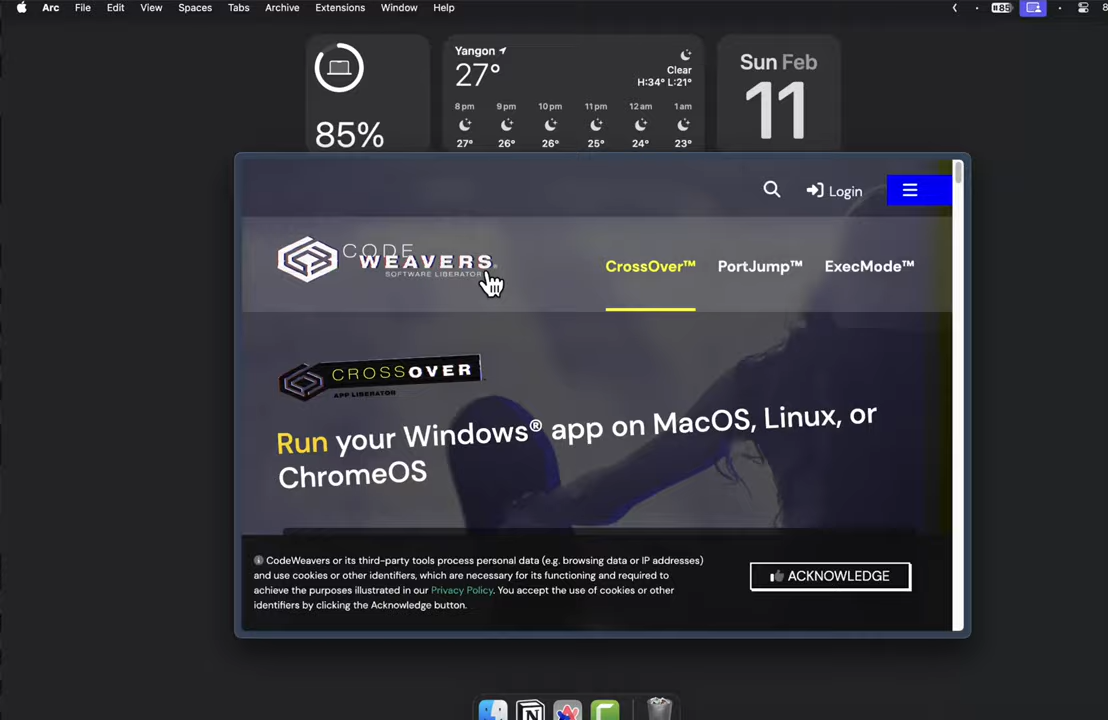 Arc File Edit View Spaces Tabs Archive Extensions Window Help
85
8
85%
Yangon
27°
Clear
H:34° L:21°
8 pm 9 pm 10 pm 11 pm 12 am 1 am
27° 26° 26° 25° 24° 23°
Sun Feb
11
Login
CODE
WEAVERS
SOFTWARE LIBERATOR
CrossOver™ PortJump™ ExecMode™
CROSSOVER
APP LIBERATOR
Run your Windows® app on MacOS, Linux, or
ChromeOS
CodeWeavers or its third-party tools process personal data (e.g. browsing data or IP addresses)
and use cookies or other identifiers, which are necessary for its functioning and required to
achieve the purposes illustrated in our Privacy Policy. You accept the use of cookies or other
identifiers by clicking the Acknowledge button.
ACKNOWLEDGE